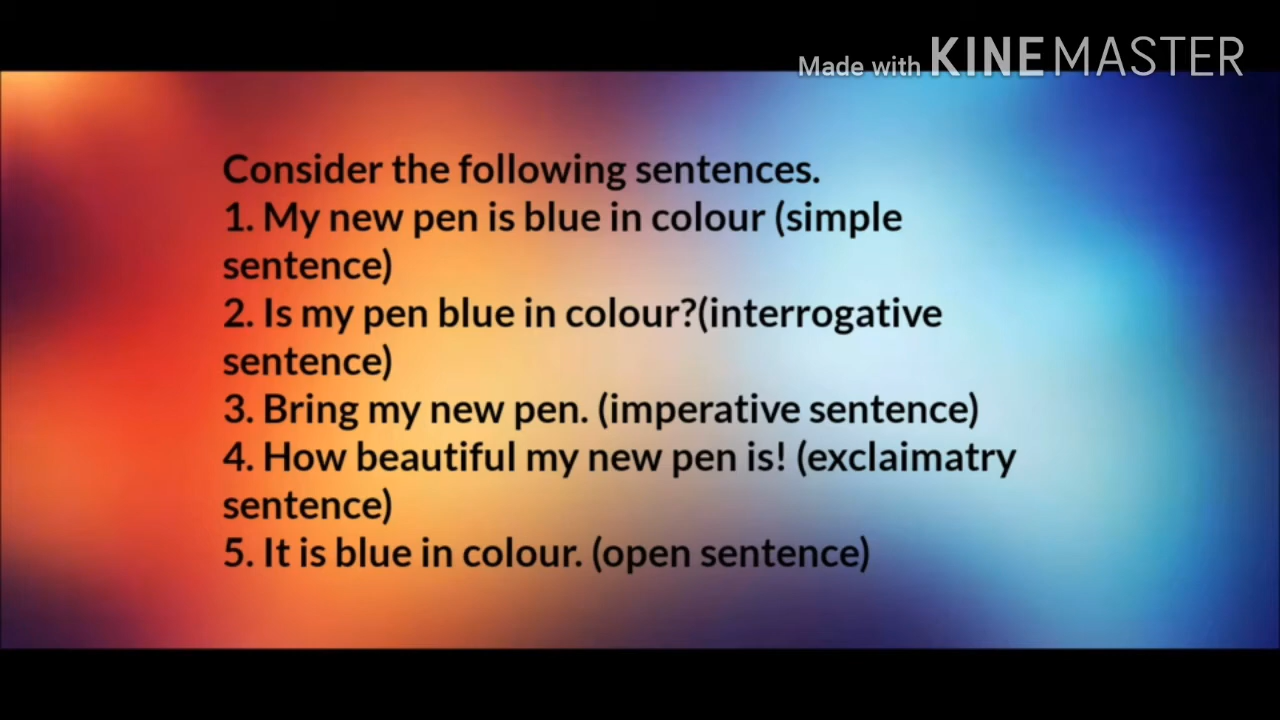 Made with KINEMASTER
Consider the following sentences.
1. My new pen is blue in colour (simple
sentence)
2. Is my pen blue in colour?(interrogative
sentence)
3. Bring my new pen. (imperative sentence)
4. How beautiful my new pen is! (exclaimatry
sentence)
5. It is blue in colour. (open sentence)